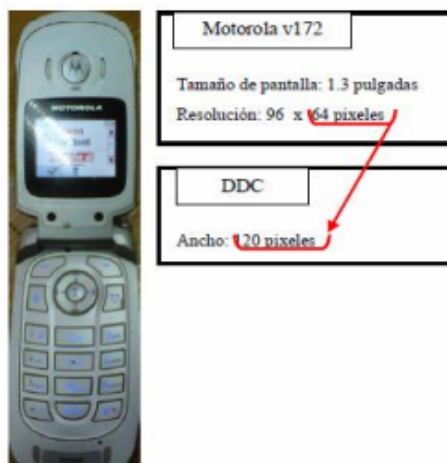 MOTOROLA
Motorola v172
Tamaño de pantalla: 1.3 pulgadas
Resolución: 96 x 64 pixeles
DDC
Ancho: 120 pixeles